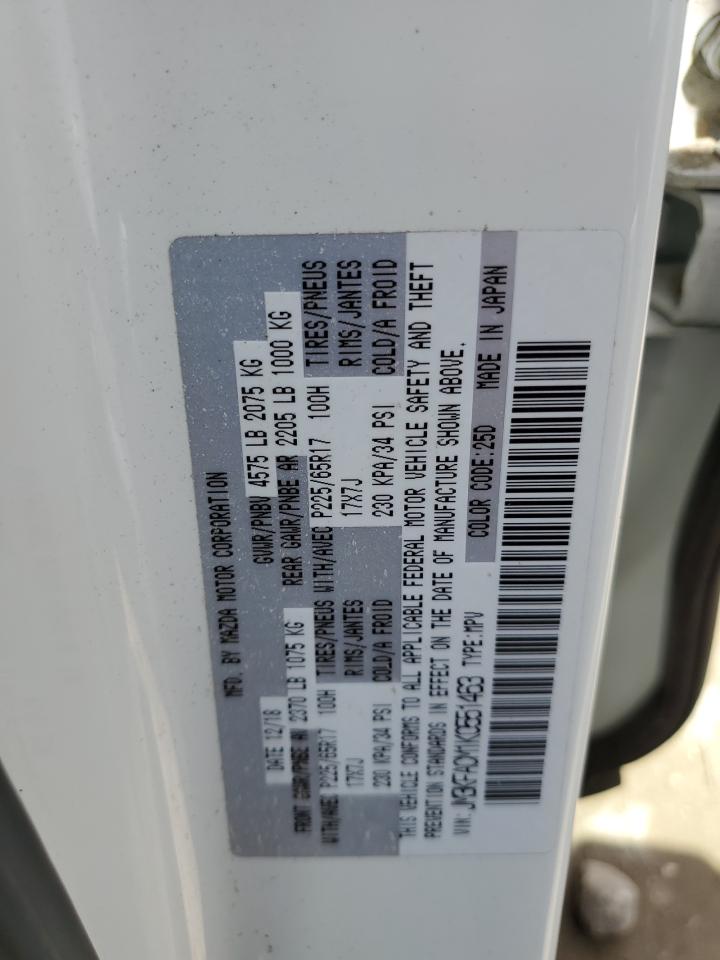 MFD. BY MAZDA MOTOR CORPORATION
DATE 12/18 GVWR/PNBV 4575 LB 2075 KG
FRONT GAWR/PNBE AV 2370 LB 1075 KG REAR GAWR/PNBE AR 2205 LB 1000 KG
WITH/AVEC P225/65R17 100H TIRES/PNEUS WITH/AVEC P225/65R17 100H TIRES/PNEUS
17X7J RIMS/JANTES 17X7J RIMS/JANTES
230 KPA/34 PSI COLD/A FROID 230 KPA/34 PSI COLD/A FROID
THIS VEHICLE CONFORMS TO ALL APPLICABLE FEDERAL MOTOR VEHICLE SAFETY AND THEFT
PREVENTION STANDARDS IN EFFECT ON THE DATE OF MANUFACTURE SHOWN ABOVE.
VIN: JM3KFACM1K0551463 TYPE:MPV COLOR CODE:25D MADE IN JAPAN